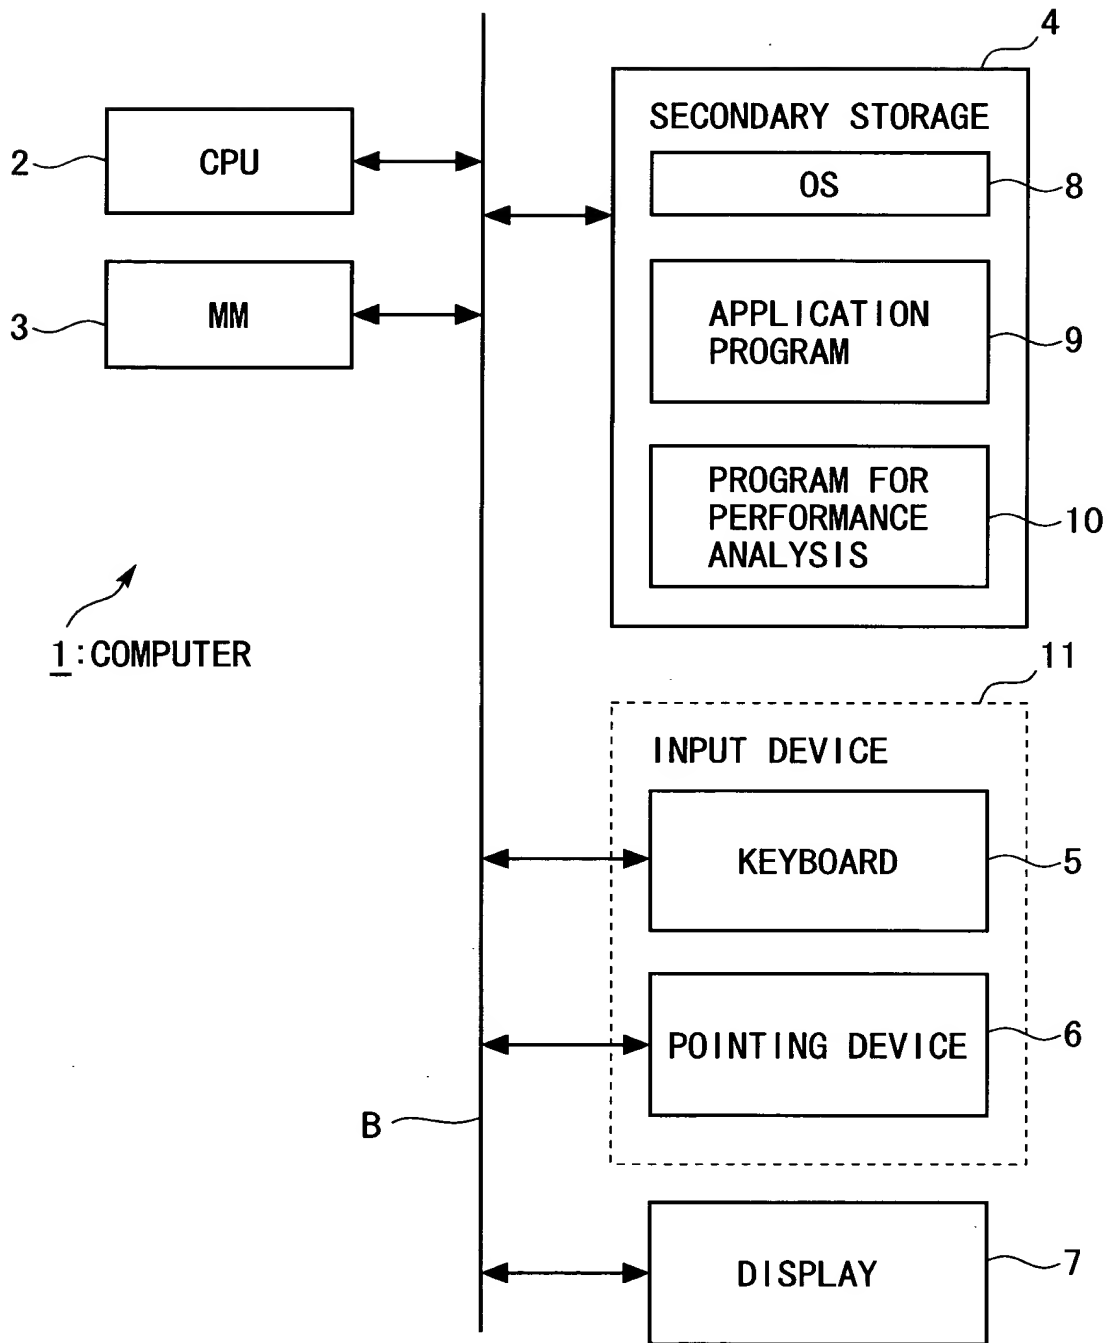 4
SECONDARY STORAGE
2
CPU
OS
8
3
MM
APPLICATION
PROGRAM
9
PROGRAM FOR
PERFORMANCE
ANALYSIS
10
1:COMPUTER
11
INPUT DEVICE
KEYBOARD
5
POINTING DEVICE
6
B
DISPLAY
7